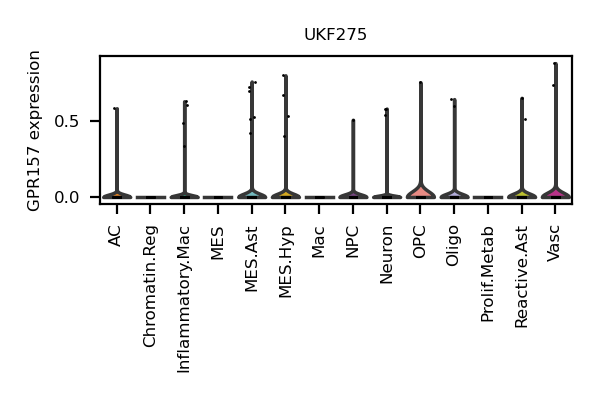 UKF275
GPR157 expression
0.5
0.0
AC
Chromatin.Reg
Inflammatory.Mac
MES
MES.Ast
MES.Hyp
Mac
NPC
Neuron
OPC
Oligo
Prolif.Metab
Reactive.Ast
Vasc